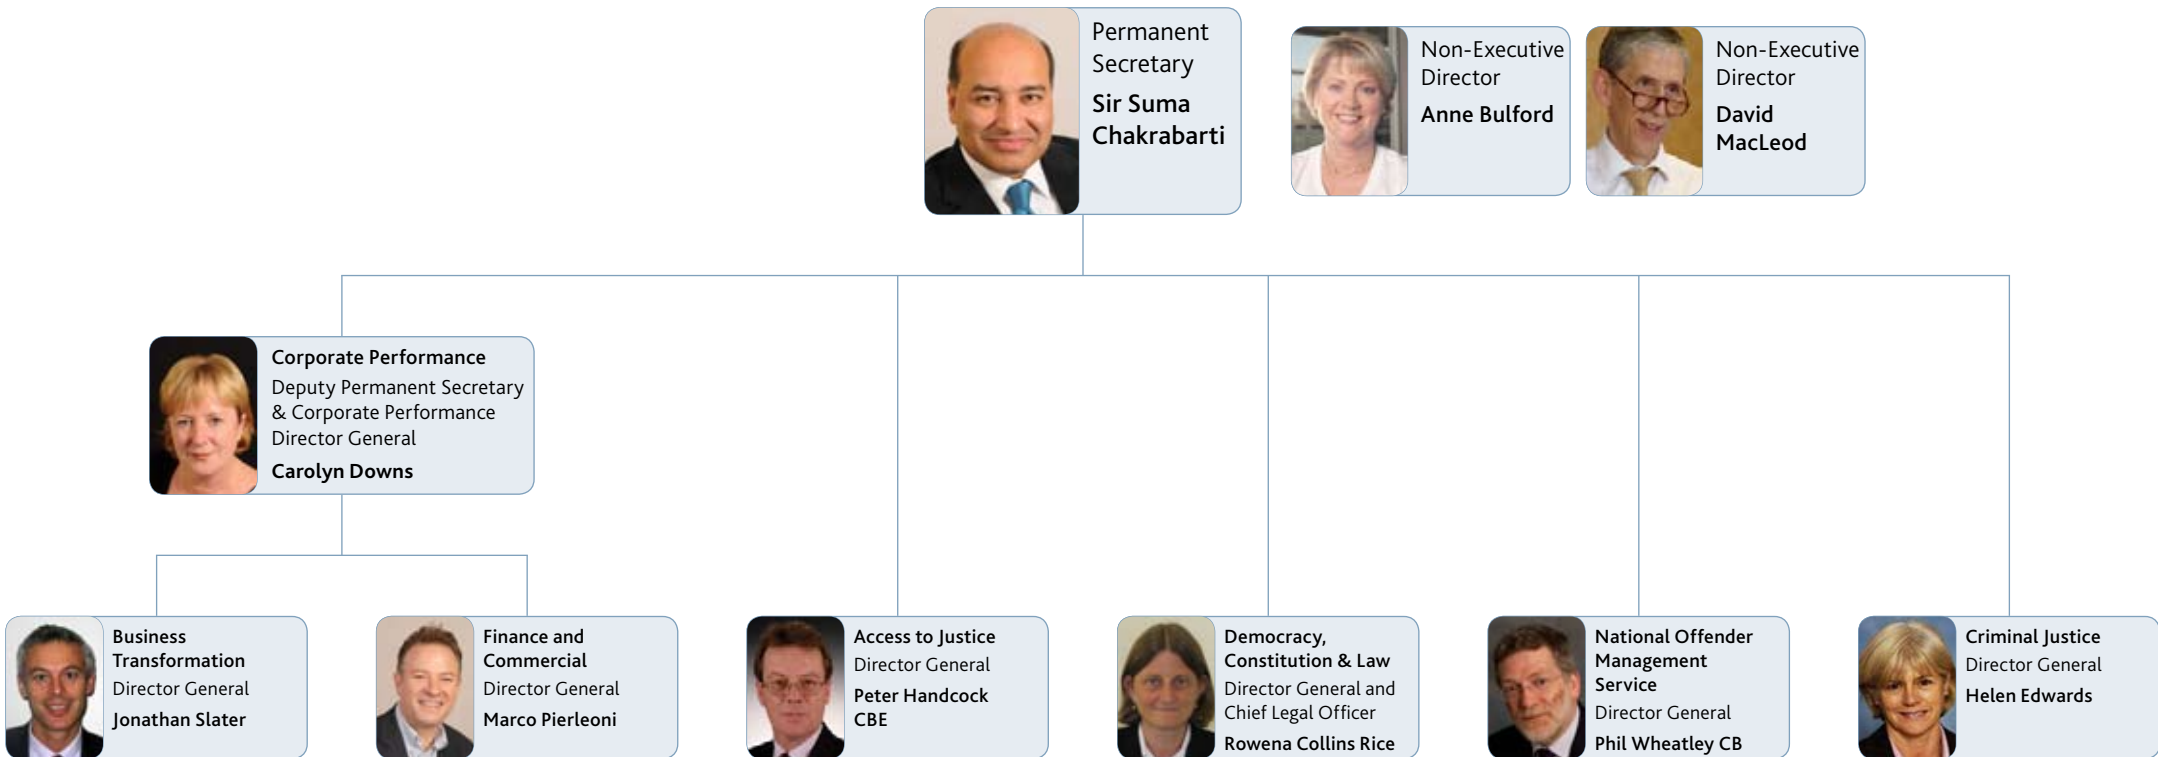 Permanent
Secretary
Sir Suma
Chakrabarti
Non-Executive
Director
Anne Bulford
Non-Executive
Director
David
MacLeod
Corporate Performance
Deputy Permanent Secretary
& Corporate Performance
Director General
Carolyn Downs
Business
Transformation
Director General
Jonathan Slater
Finance and
Commercial
Director General
Marco Pierleoni
Access to Justice
Director General
Peter Handcock
CBE
Democracy,
Constitution & Law
Director General and
Chief Legal Officer
Rowena Collins Rice
National Offender
Management
Service
Director General
Phil Wheatley CB
Criminal Justice
Director General
Helen Edwards